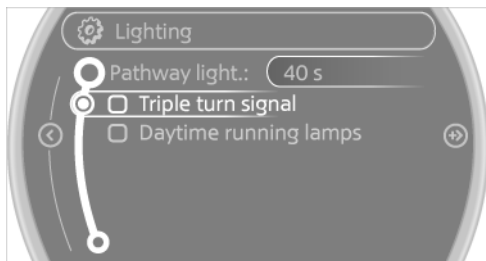 Lighting
Pathway light.: 40 s
Triple turn signal
Daytime running lamps